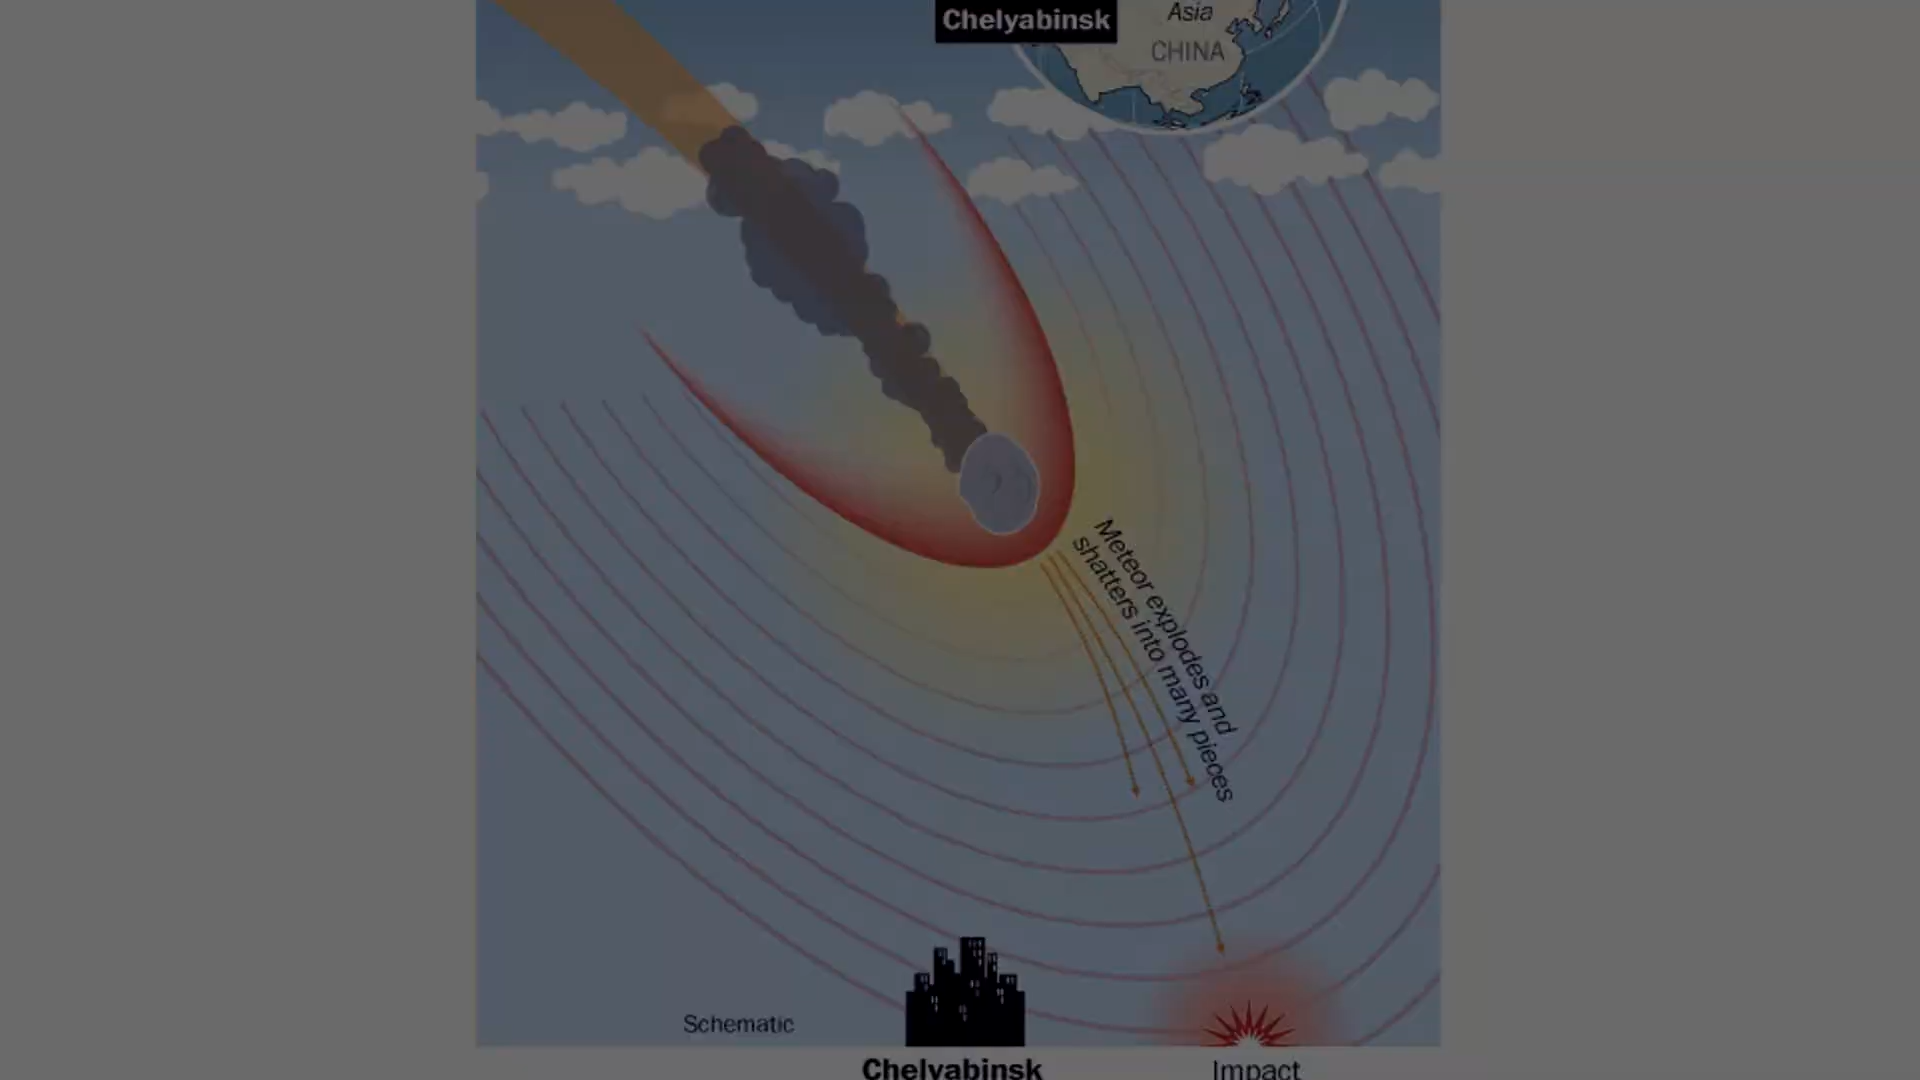 Chelyabinsk
Asia
CHINA
Meteor explodes and
shatters into many pieces
Schematic
Chelyabinsk
Impact